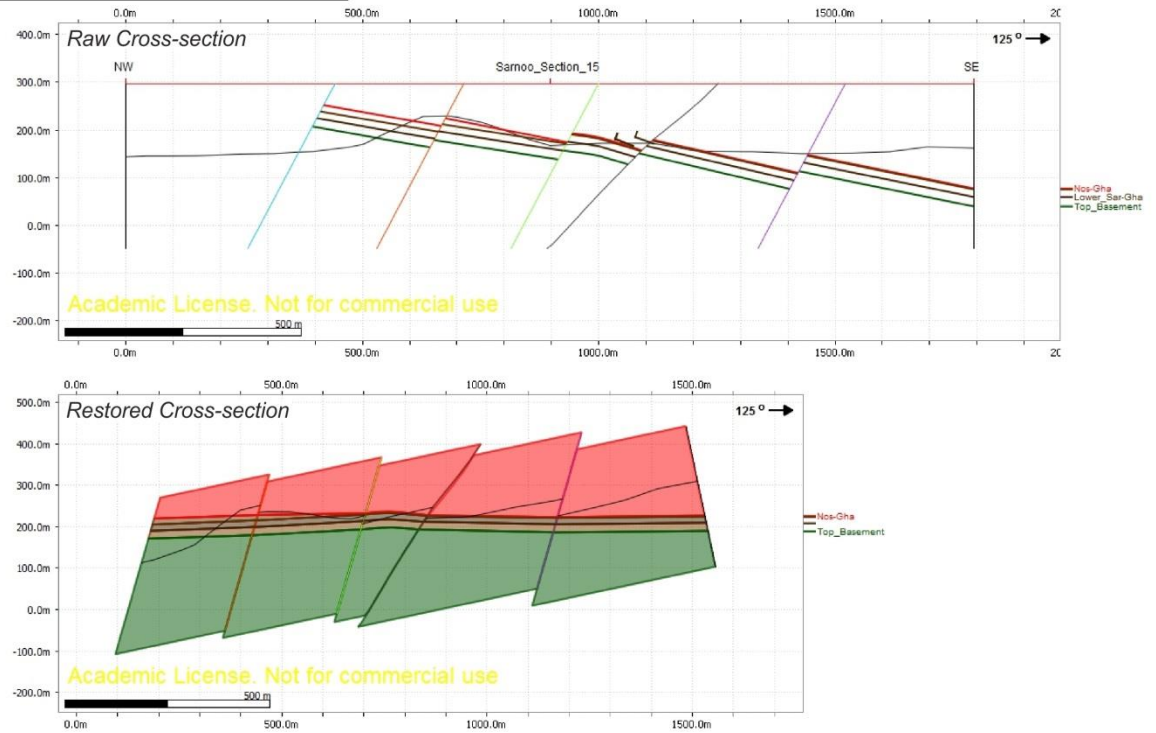 0.0m 500.0m 1000.0m 1500.0m 20
400.0m
Raw Cross-section
125 °
NW
Sarnoo_Section_15
SE
300.0m
200.0m
100.0m
Nos-Gha
Lower_Sar-Gha
Top_Basement
0.0m
-100.0m
Academic License. Not for commercial use
-200.0m
500 m
0.0m 500.0m 1000.0m 1500.0m 20
0.0m 500.0m 1000.0m 1500.0m
500.0m
Restored Cross-section
125 °
400.0m
300.0m
Nos-Gha
200.0m
Top_Basement
100.0m
0.0m
-100.0m
Academic License. Not for commercial use
-200.0m
500 m
0.0m 500.0m 1000.0m 1500.0m